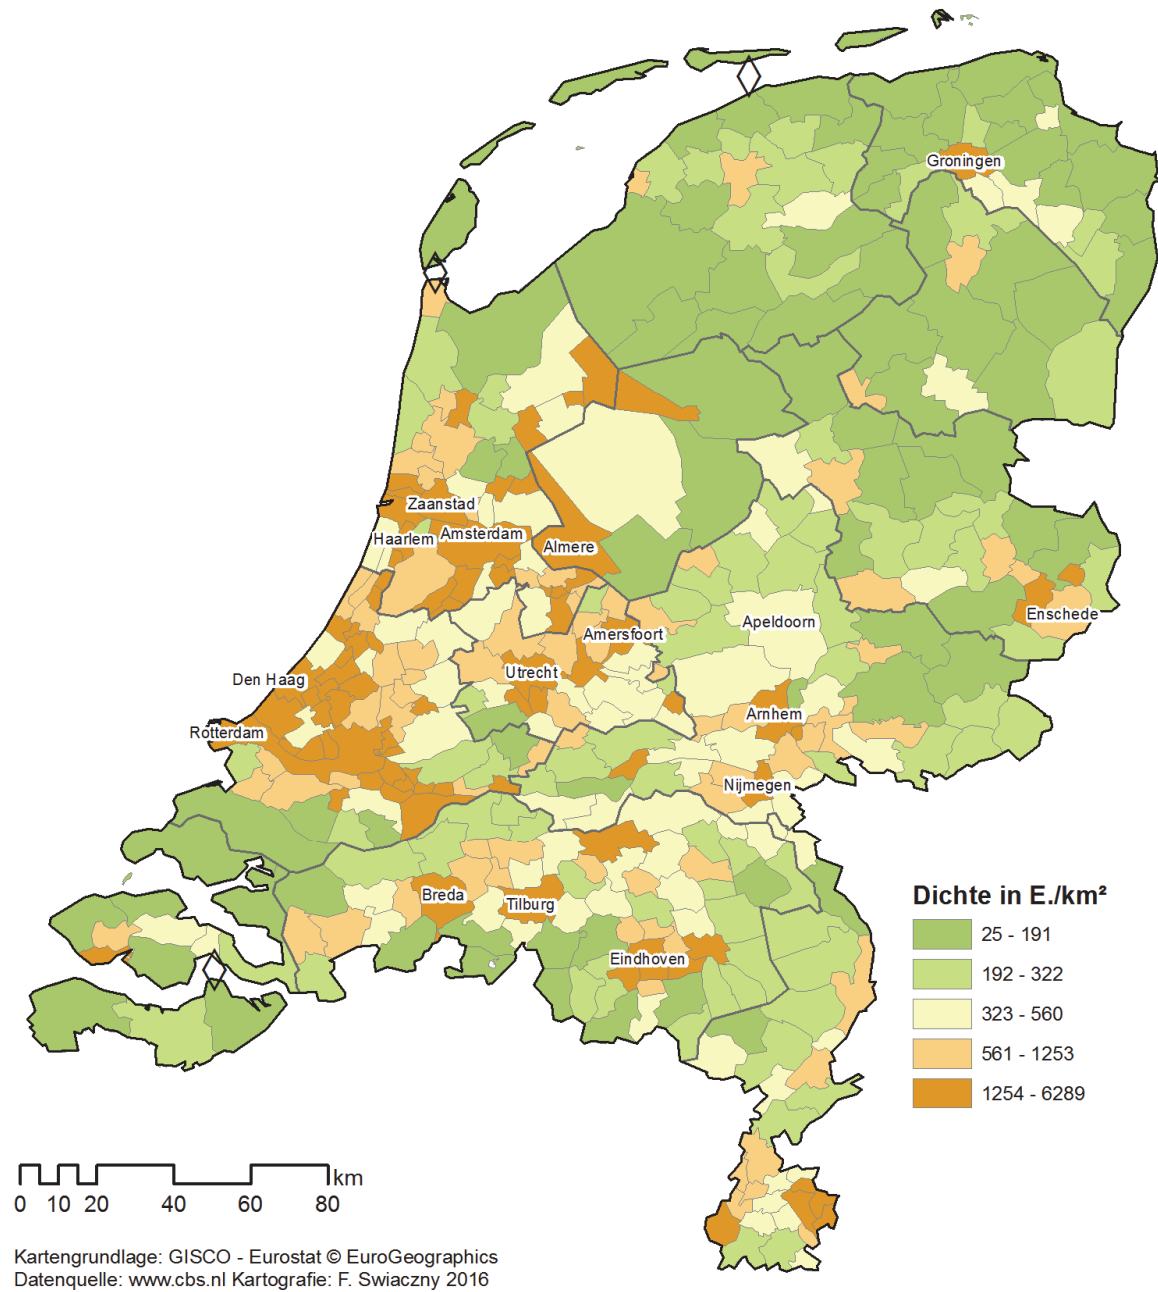 Groningen
Zaanstad
Haarlem
Amsterdam
Almere
Enschede
Apeldoorn
Amersfoort
Utrecht
Den Haag
Arnhem
Rotterdam
Nijmegen
Breda
Tilburg
Eindhoven
Dichte in E./km²
25 - 191
192 - 322
323 - 560
561 - 1253
1254 - 6289
km
0 10 20 40 60 80
Kartengrundlage: GISCO - Eurostat © EuroGeographics
Datenquelle: www.cbs.nl Kartografie: F. Swiaczny 2016